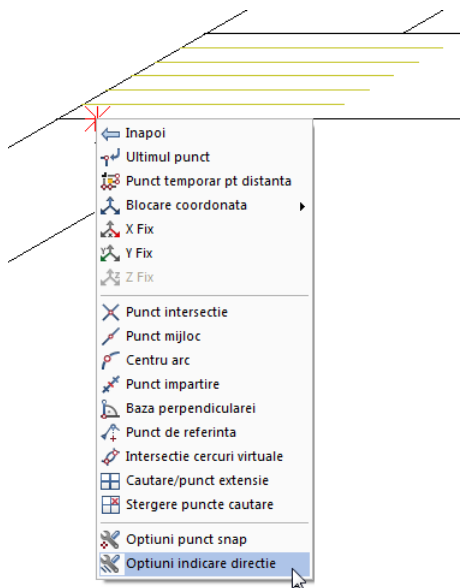 Inapoi
Ultimul punct
Punct temporar pt distanta
Blocare coordonata
X Fix
Y Fix
Z Fix
Punct intersectie
Punct mijloc
Centru arc
Punct impartire
Baza perpendicularei
Punct de referinta
Intersectie cercuri virtuale
Cautare/punct extensie
Stergere puncte cautare
Optiuni punct snap
Optiuni indicare directie